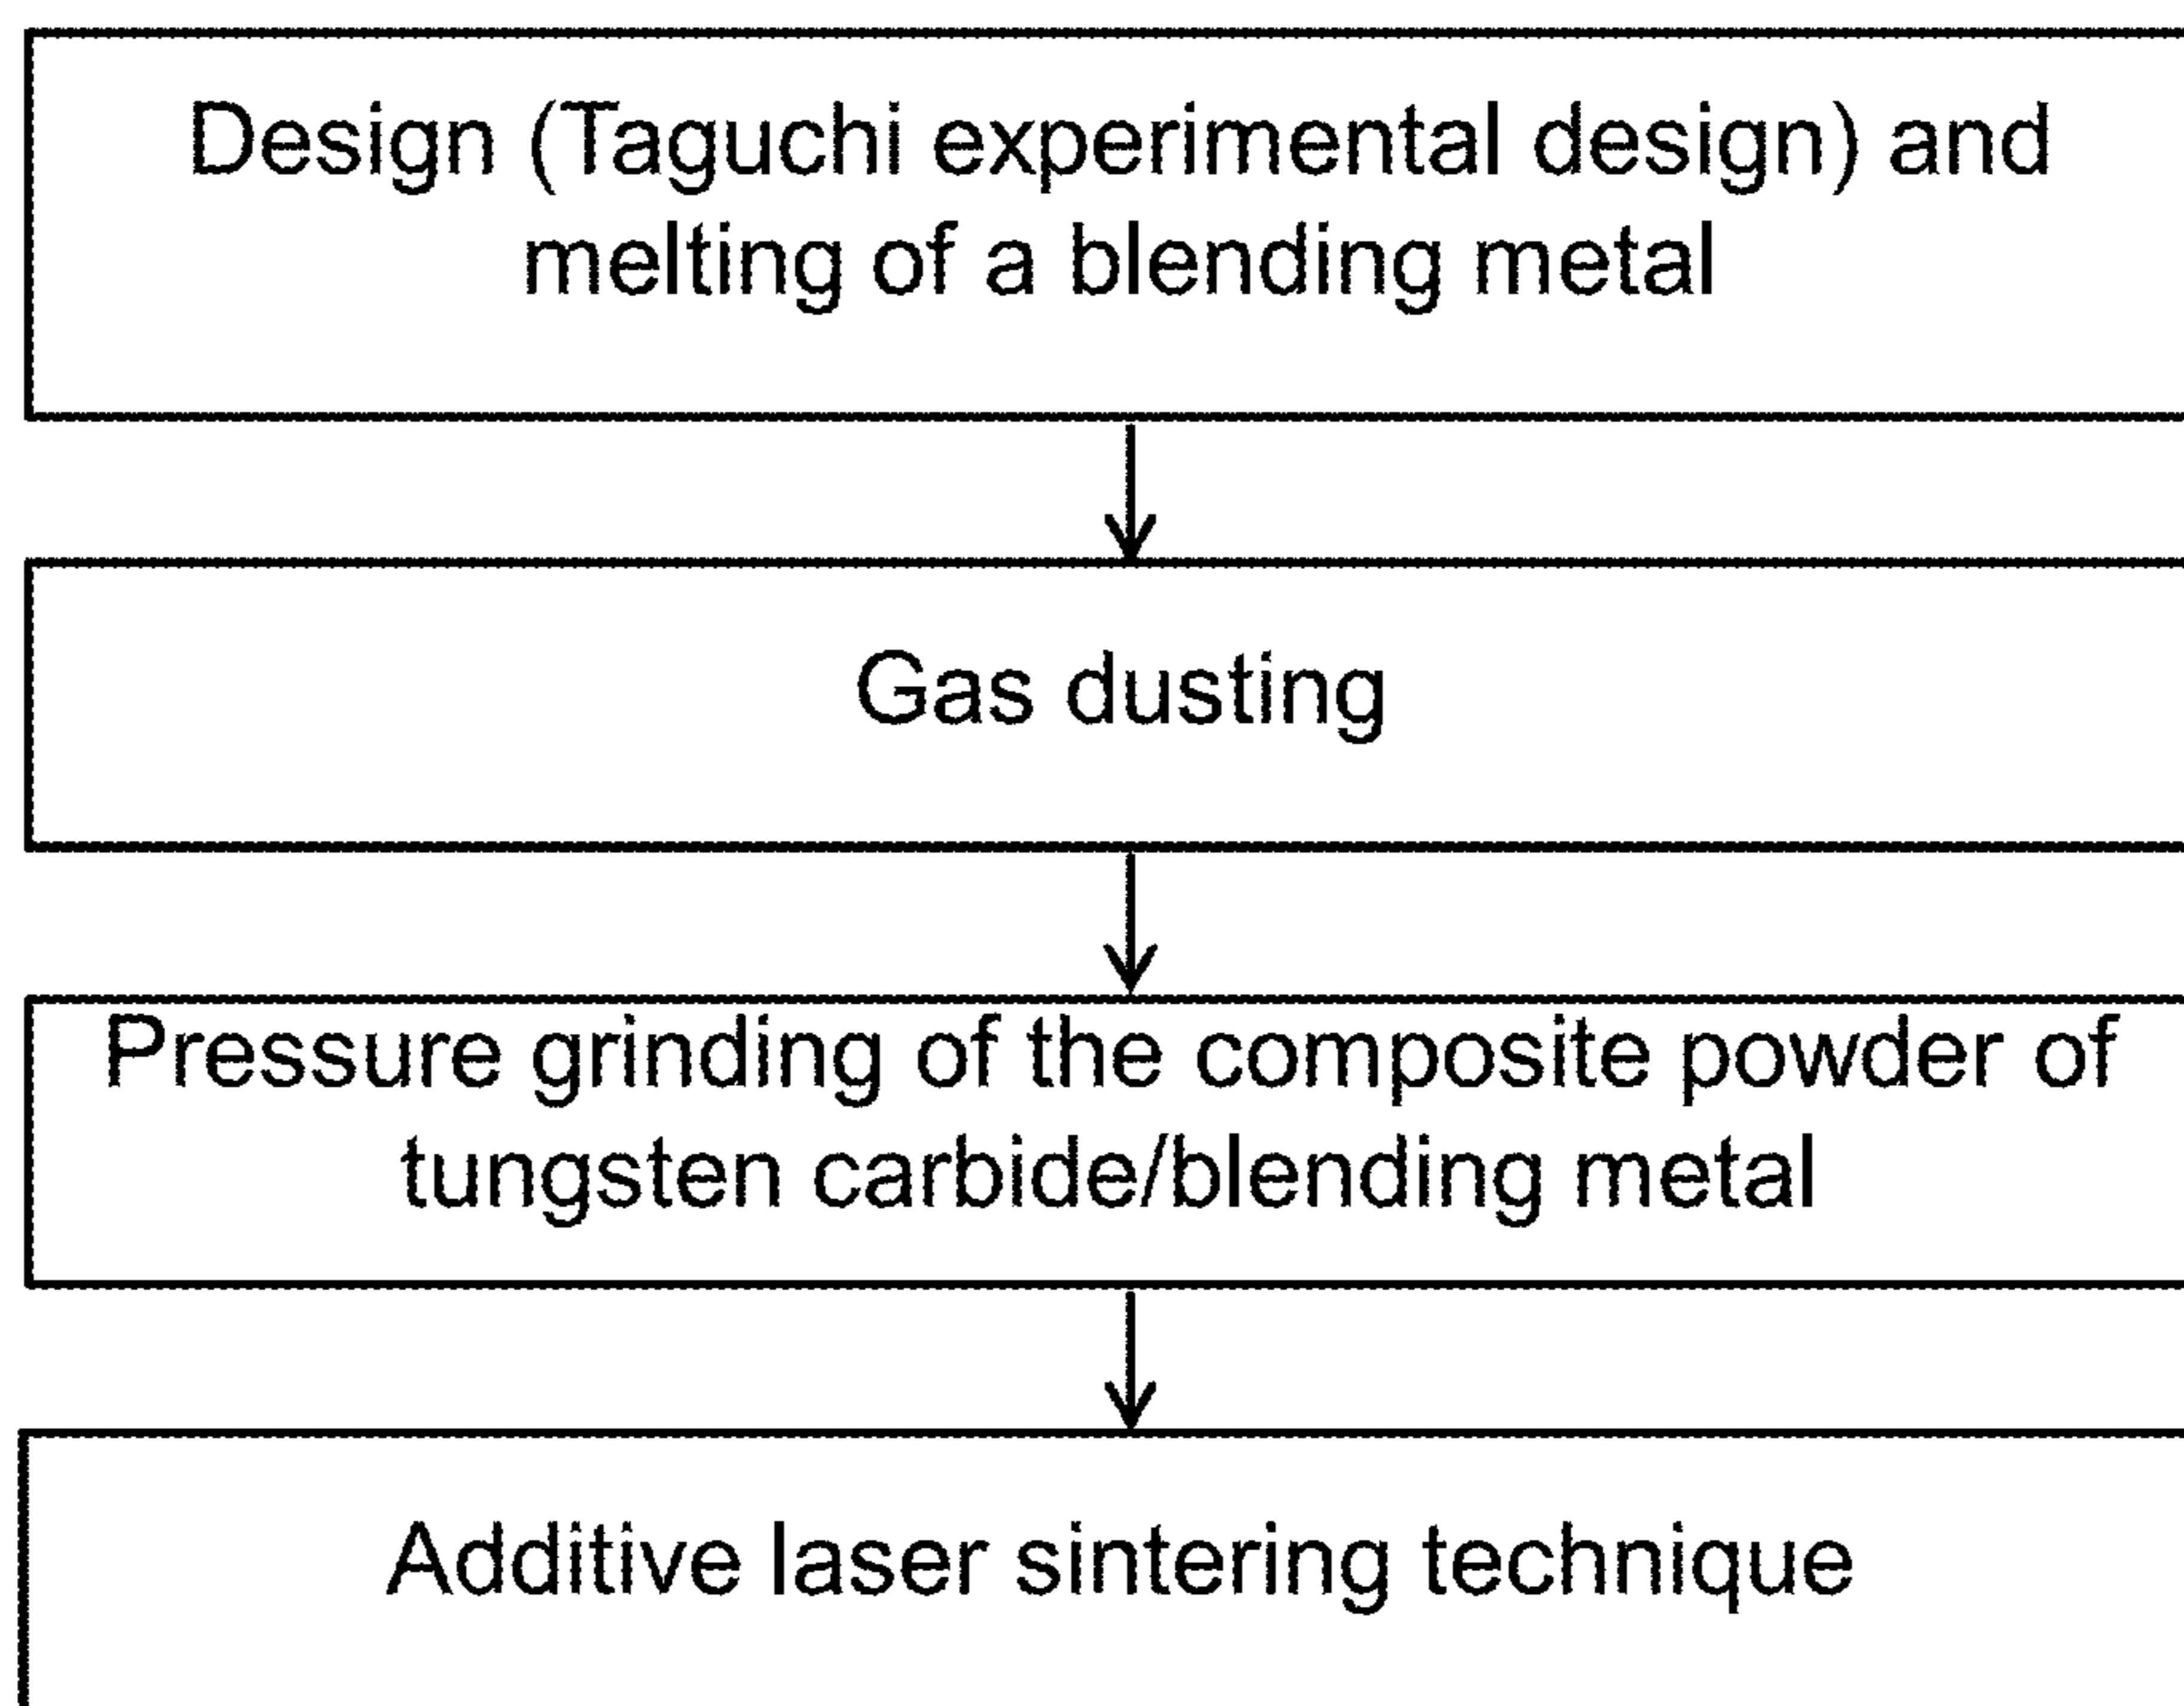 Design (Taguchi experimental design) and
melting of a blending metal
Gas dusting
Pressure grinding of the composite powder of
tungsten carbide/blending metal
Additive laser sintering technique